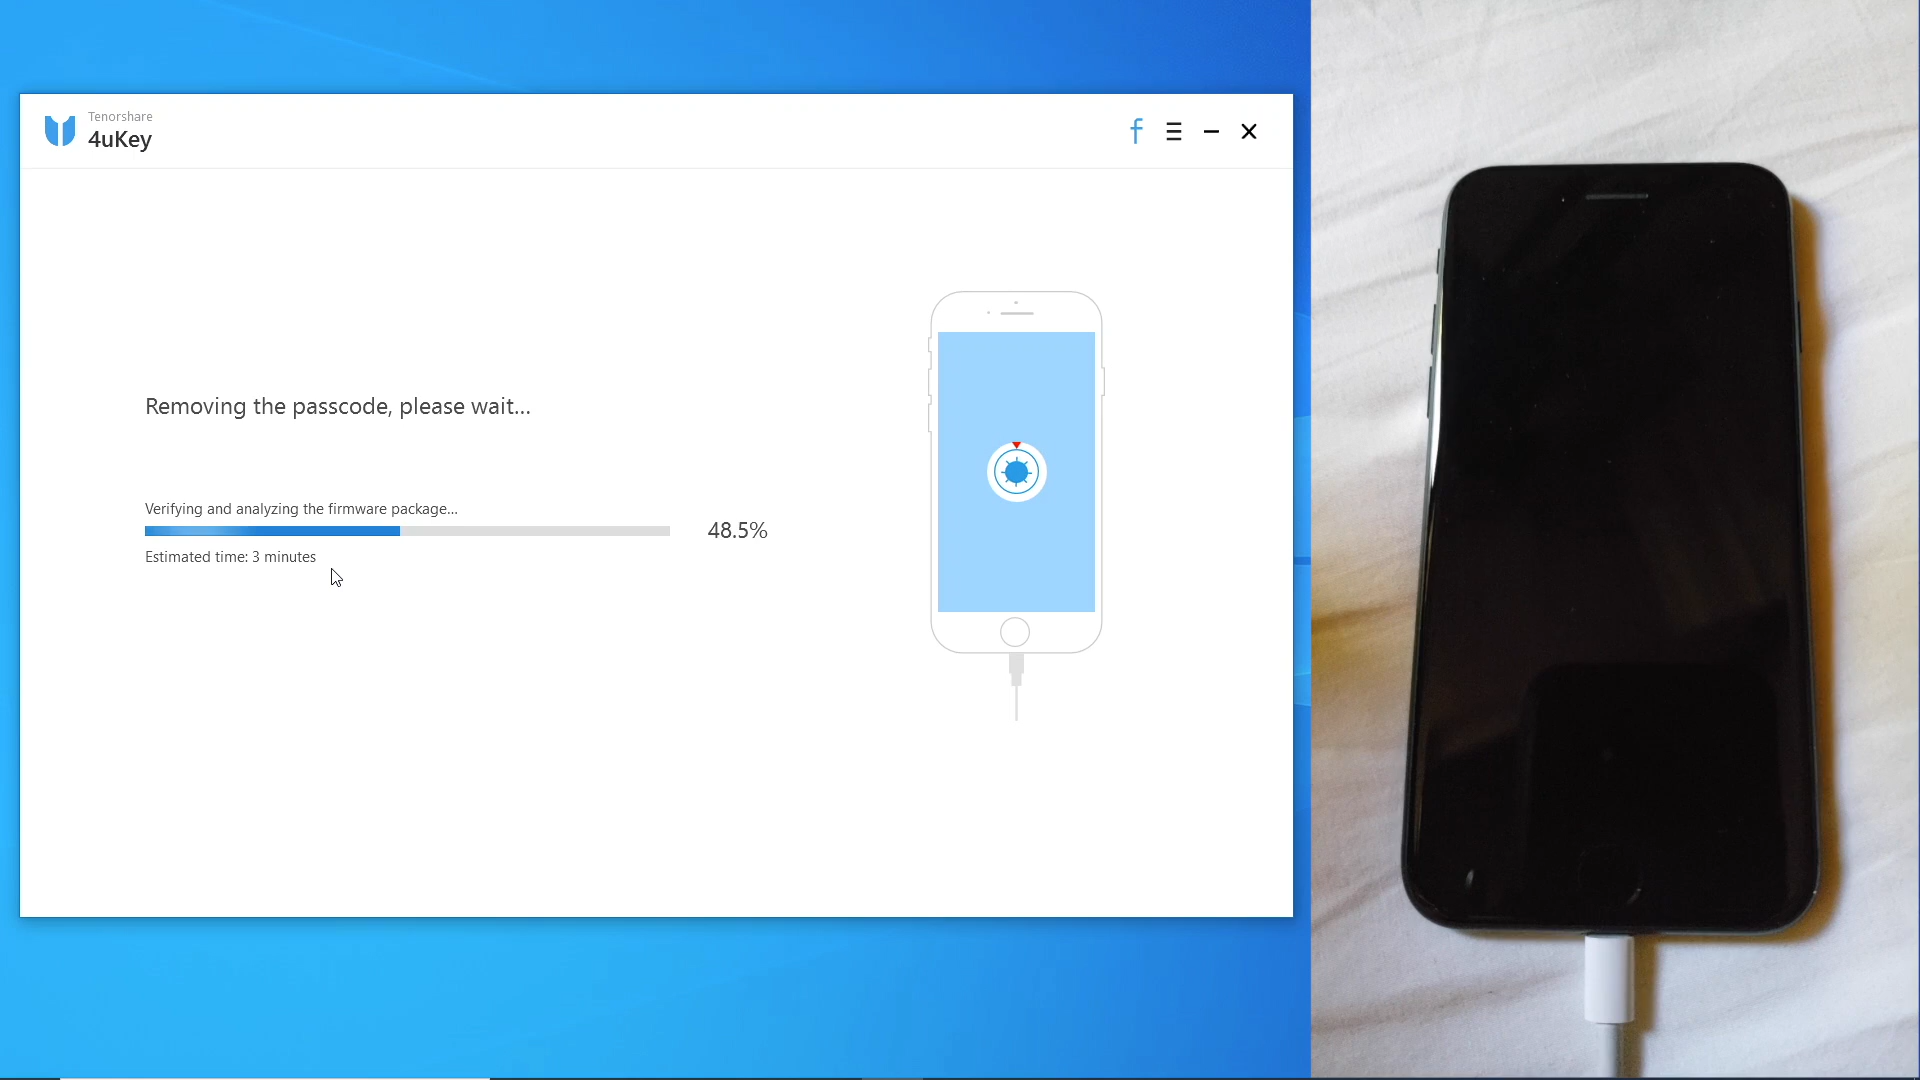 Tenorshare
4uKey
Removing the passcode, please wait...
Verifying and analyzing the firmware package...
48.5%
Estimated time: 3 minutes